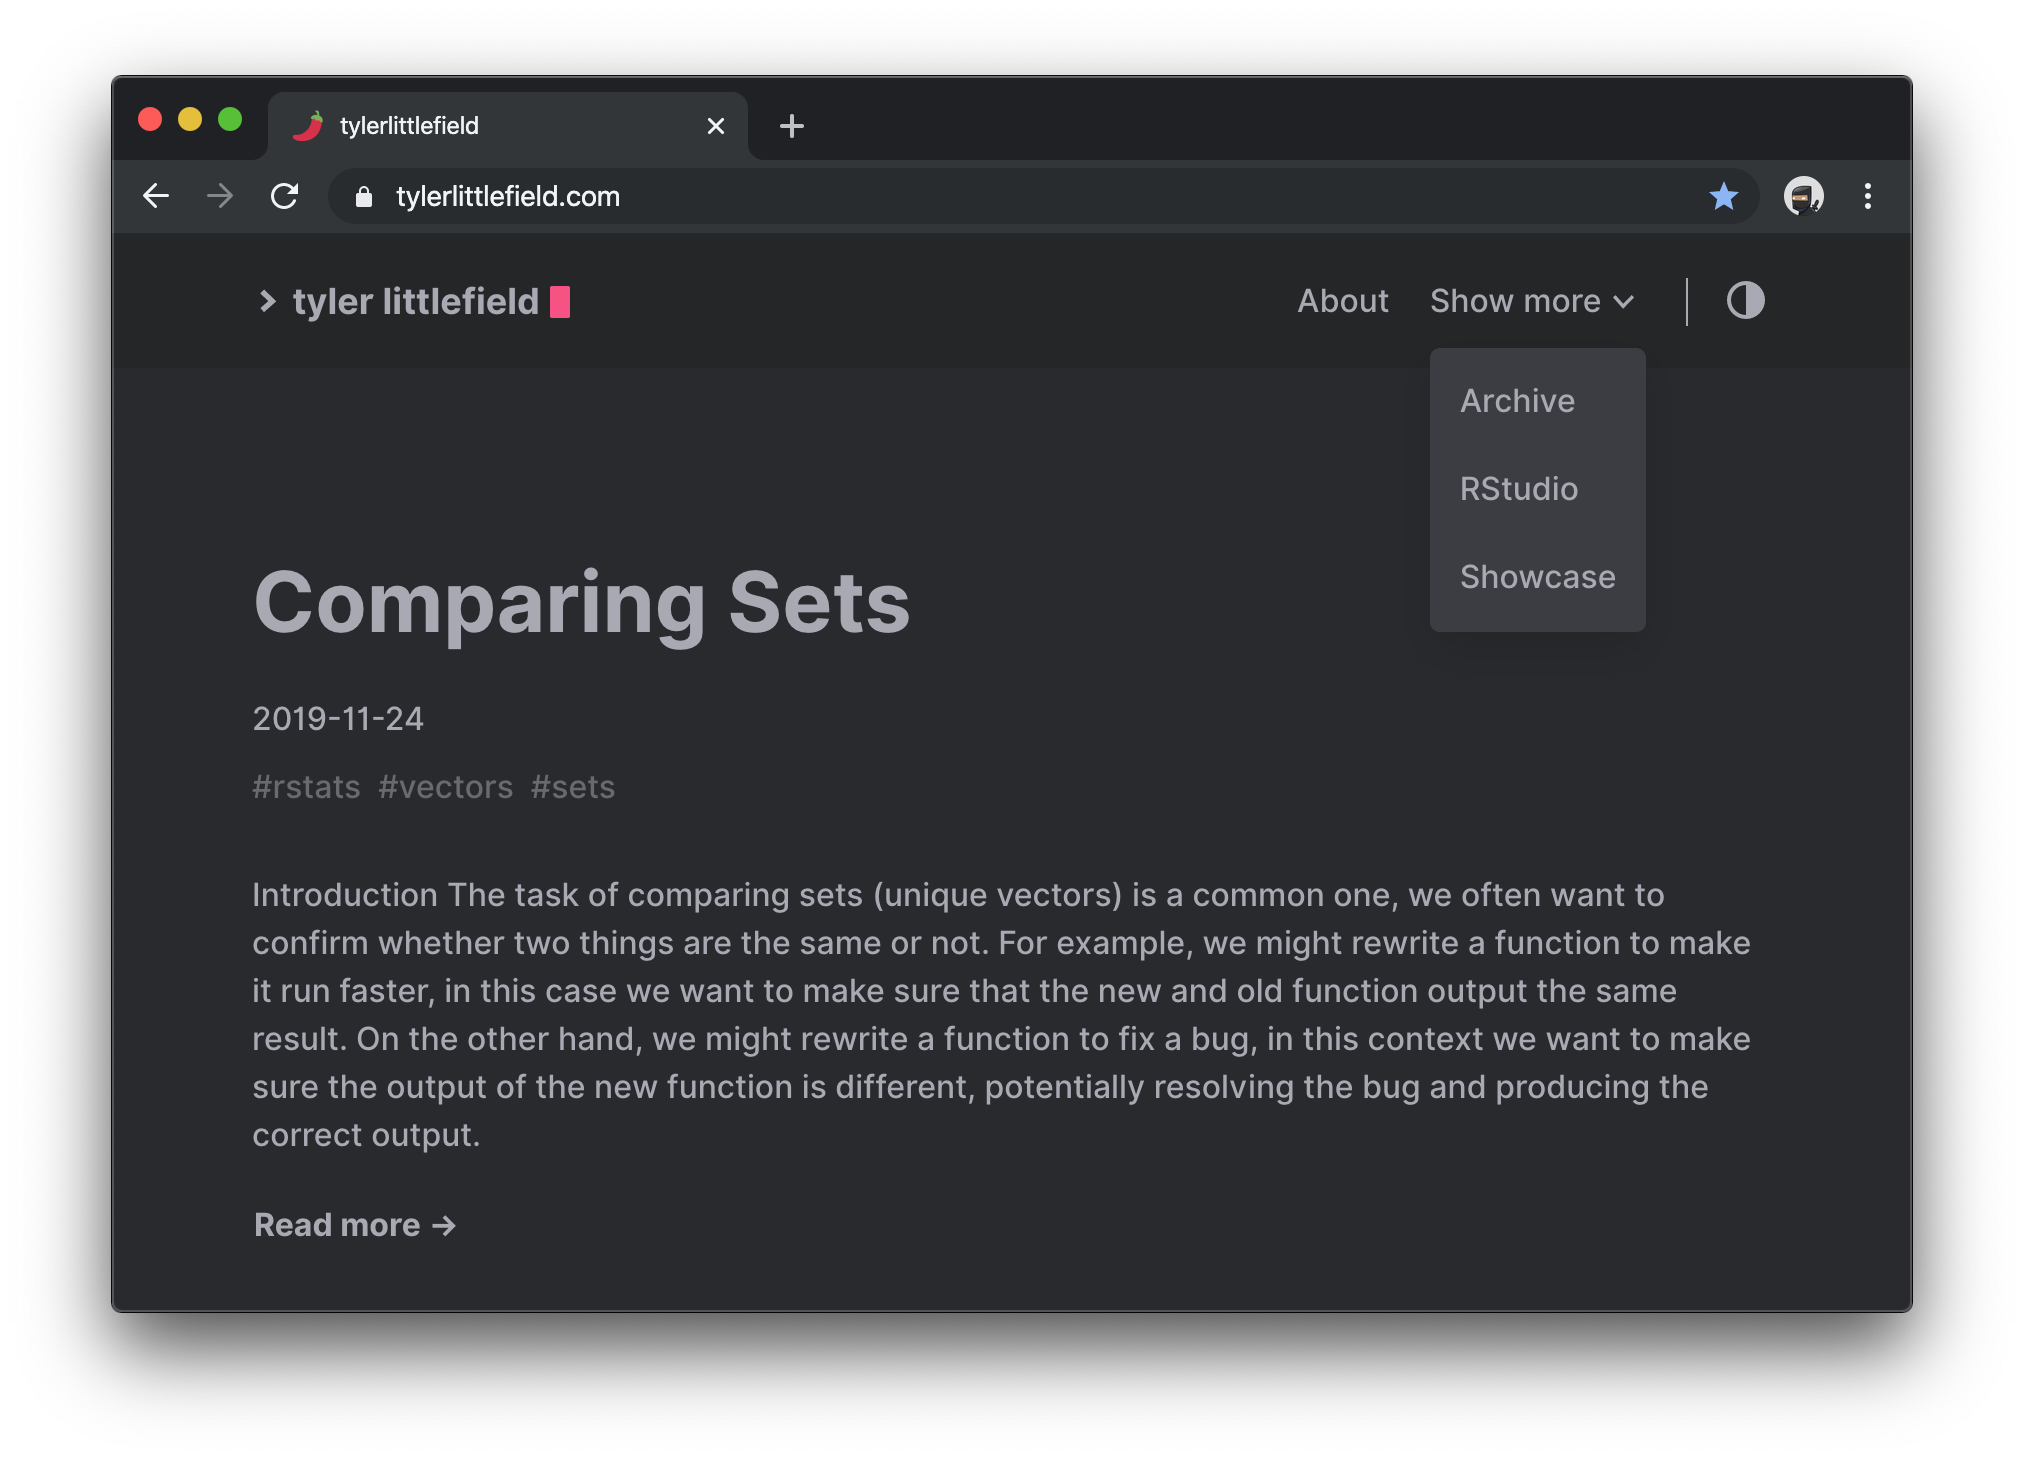 tylerlittlefield
tylerlittlefield.com
tyler littlefield
About Show more
Archive
RStudio
Showcase
Comparing Sets
2019-11-24
#rstats #vectors #sets
Introduction The task of comparing sets (unique vectors) is a common one, we often want to
confirm whether two things are the same or not. For example, we might rewrite a function to make
it run faster, in this case we want to make sure that the new and old function output the same
result. On the other hand, we might rewrite a function to fix a bug, in this context we want to make
sure the output of the new function is different, potentially resolving the bug and producing the
correct output.
Read more →